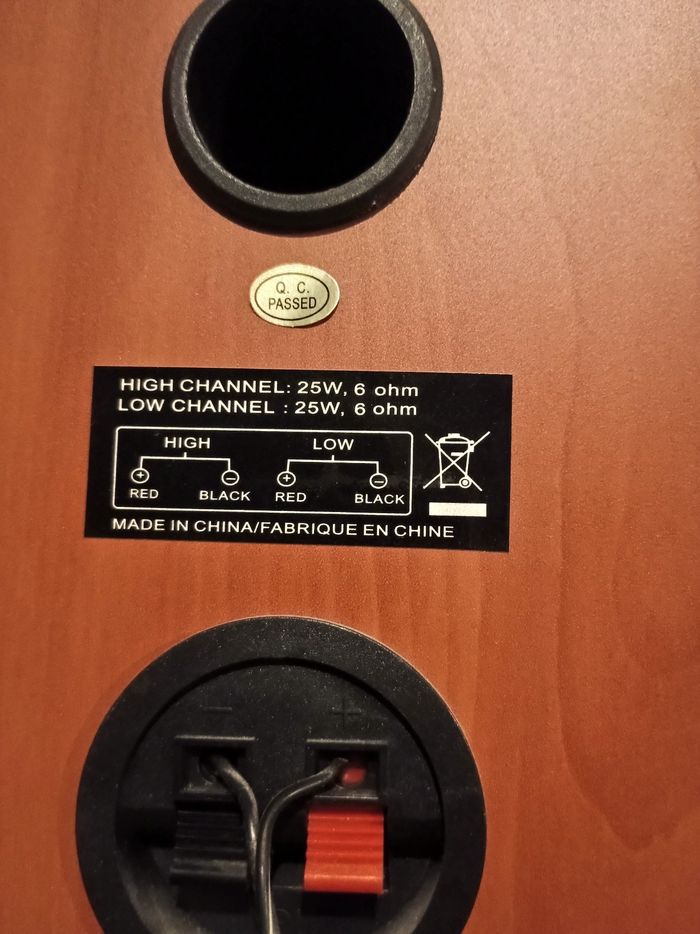 Q. C.
PASSED
HIGH CHANNEL: 25W, 6 ohm
LOW CHANNEL : 25W, 6 ohm
HIGH LOW
+ − + −
RED BLACK RED BLACK
MADE IN CHINA/FABRIQUE EN CHINE
− +